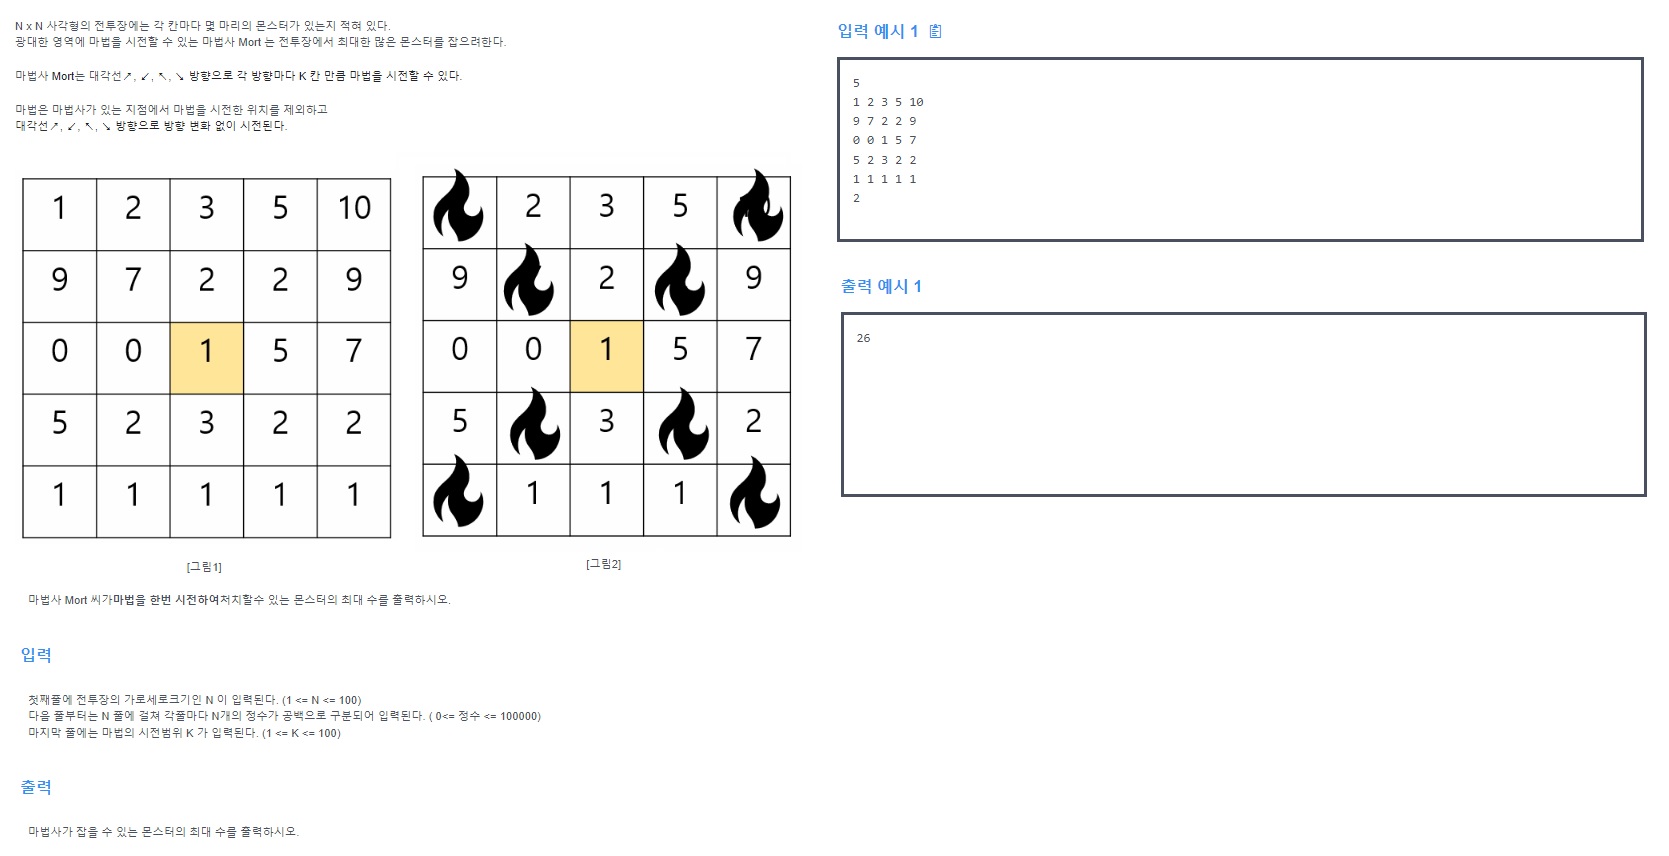 N x N 사각형의 전투장에는 각 칸마다 몇 마리의 몬스터가 있는지 적혀 있다.
광대한 영역에 마법을 시전할 수 있는 마법사 Mort 는 전투장에서 최대한 많은 몬스터를 잡으려한다.
마법사 Mort는 대각선↗, ↙, ↖, ↘ 방향으로 각 방향마다 K 칸 만큼 마법을 시전할 수 있다.
마법은 마법사가 있는 지점에서 마법을 시전한 위치를 제외하고
대각선↗, ↙, ↖, ↘ 방향으로 방향 변화 없이 시전된다.
1 2 3 5 10
9 7 2 2 9
0 0 1 5 7
5 2 3 2 2
1 1 1 1 1
[그림1]
2 3 5
9 2 9
0 0 1 5 7
5 3 2
1 1 1
[그림2]
마법사 Mort 씨가마법을 한번 시전하여처치할수 있는 몬스터의 최대 수를 출력하시오.
입력
첫째줄에 전투장의 가로세로크기인 N 이 입력된다. (1 <= N <= 100)
다음 줄부터는 N 줄에 걸쳐 각줄마다 N개의 정수가 공백으로 구분되어 입력된다. ( 0<= 정수 <= 100000)
마지막 줄에는 마법의 시전범위 K 가 입력된다. (1 <= K <= 100)
출력
마법사가 잡을 수 있는 몬스터의 최대 수를 출력하시오.
입력 예시 1
5
1 2 3 5 10
9 7 2 2 9
0 0 1 5 7
5 2 3 2 2
1 1 1 1 1
2
출력 예시 1
26